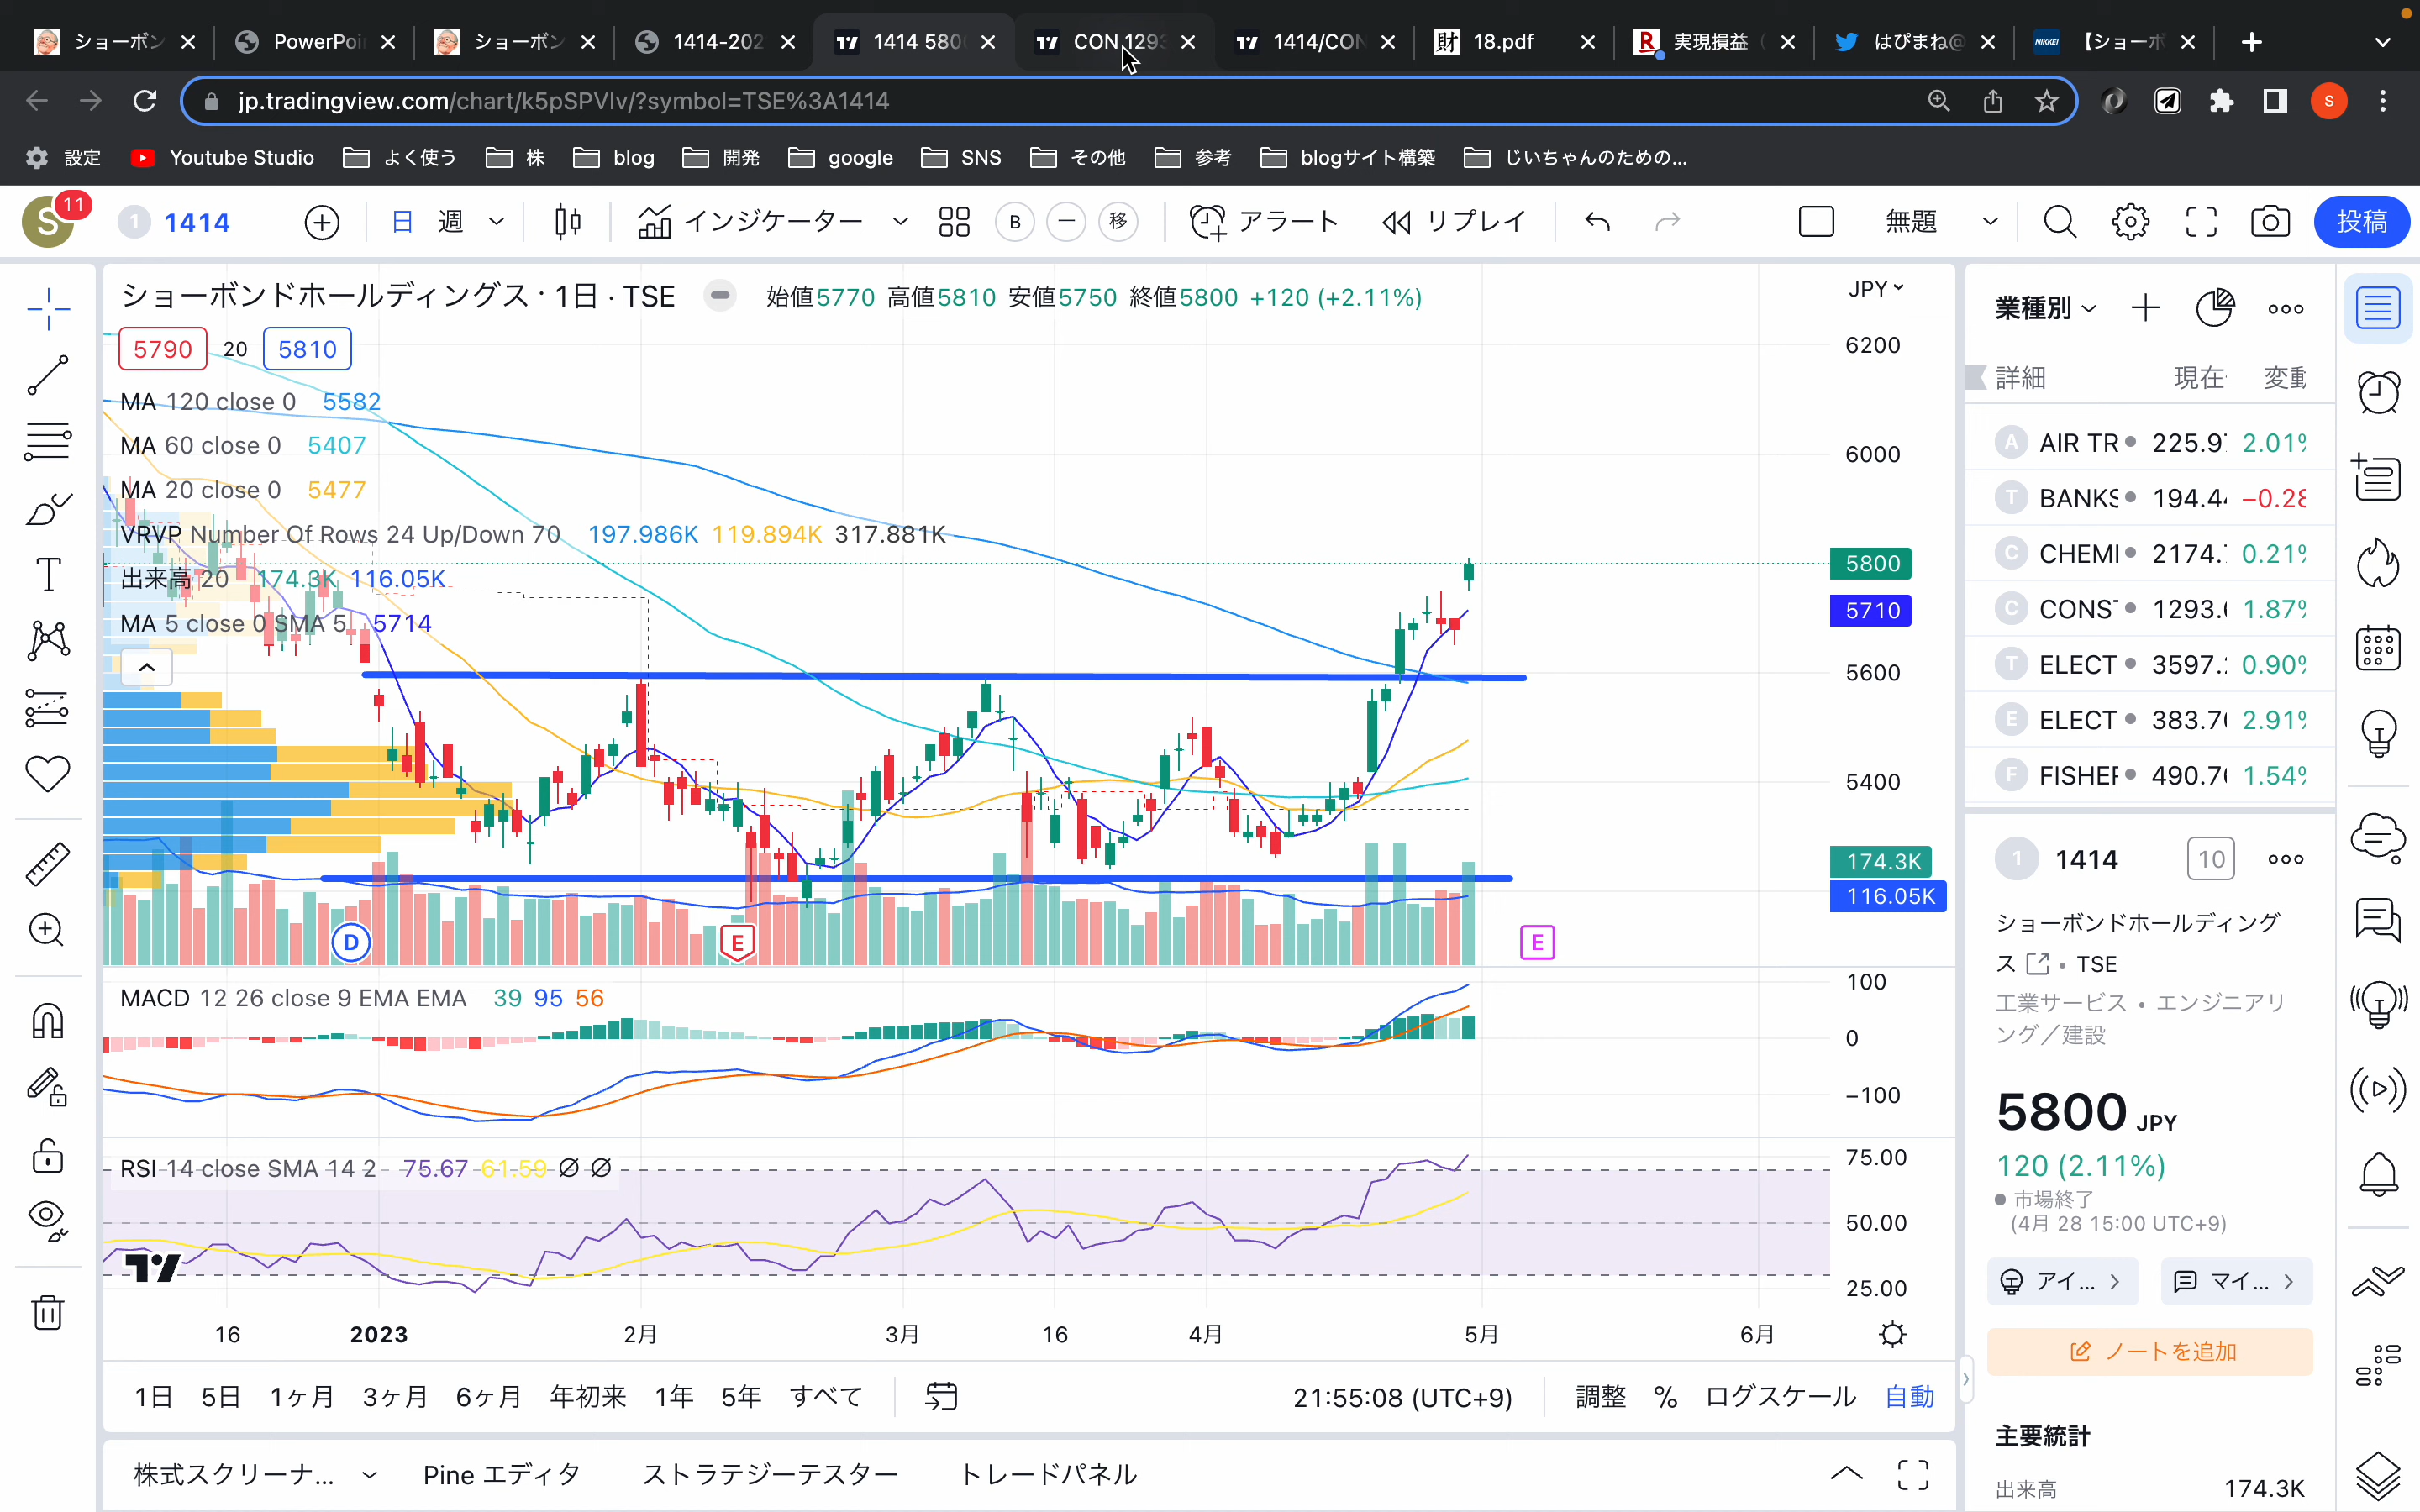 ショーボン
PowerPoi
ショーボン
1414-202
1414 580
CON 1293
1414/CON
18.pdf
実現損益（
はぴまね@
【ショーボ
jp.tradingview.com/chart/k5pSPVIv/?symbol=TSE%3A1414
S
設定
Youtube Studio
よく使う
株
blog
開発
google
SNS
その他
参考
blogサイト構築
じいちゃんのための...
S 11
1 1414
日 週
インジケーター
B
移
アラート
リプレイ
無題
投稿
ショーボンドホールディングス · 1日 · TSE
始値5770 高値5810 安値5750 終値5800 +120 (+2.11%)
JPY
5790 20 5810
MA 120 close 0 5582
MA 60 close 0 5407
MA 20 close 0 5477
VRVP Number Of Rows 24 Up/Down 70 197.986K 119.894K 317.881K
出来高 20 174.3K 116.05K
MA 5 close 0 SMA 5 5714
6200
6000
5800
5710
5600
5400
174.3K
116.05K
D
E
E
MACD 12 26 close 9 EMA EMA 39 95 56
100
0
−100
RSI 14 close SMA 14 2 75.67 61.59 ∅ ∅
75.00
50.00
25.00
16 2023 2月 3月 16 4月 5月 6月
1日 5日 1ヶ月 3ヶ月 6ヶ月 年初来 1年 5年 すべて
21:55:08 (UTC+9)
調整 % ログスケール 自動
株式スクリーナ... Pine エディタ ストラテジーテスター トレードパネル
業種別
詳細 現在 変動
A AIR TR 225.9 2.01%
T BANKS 194.4 −0.28
C CHEMI 2174. 0.21%
C CONST 1293. 1.87%
T ELECT 3597. 0.90%
E ELECT 383.7 2.91%
F FISHER 490.7 1.54%
1 1414 10
ショーボンドホールディング
ス • TSE
工業サービス • エンジニアリ
ング／建設
5800 JPY
120 (2.11%)
市場終了
(4月 28 15:00 UTC+9)
アイ...
マイ...
ノートを追加
主要統計
出来高 174.3K